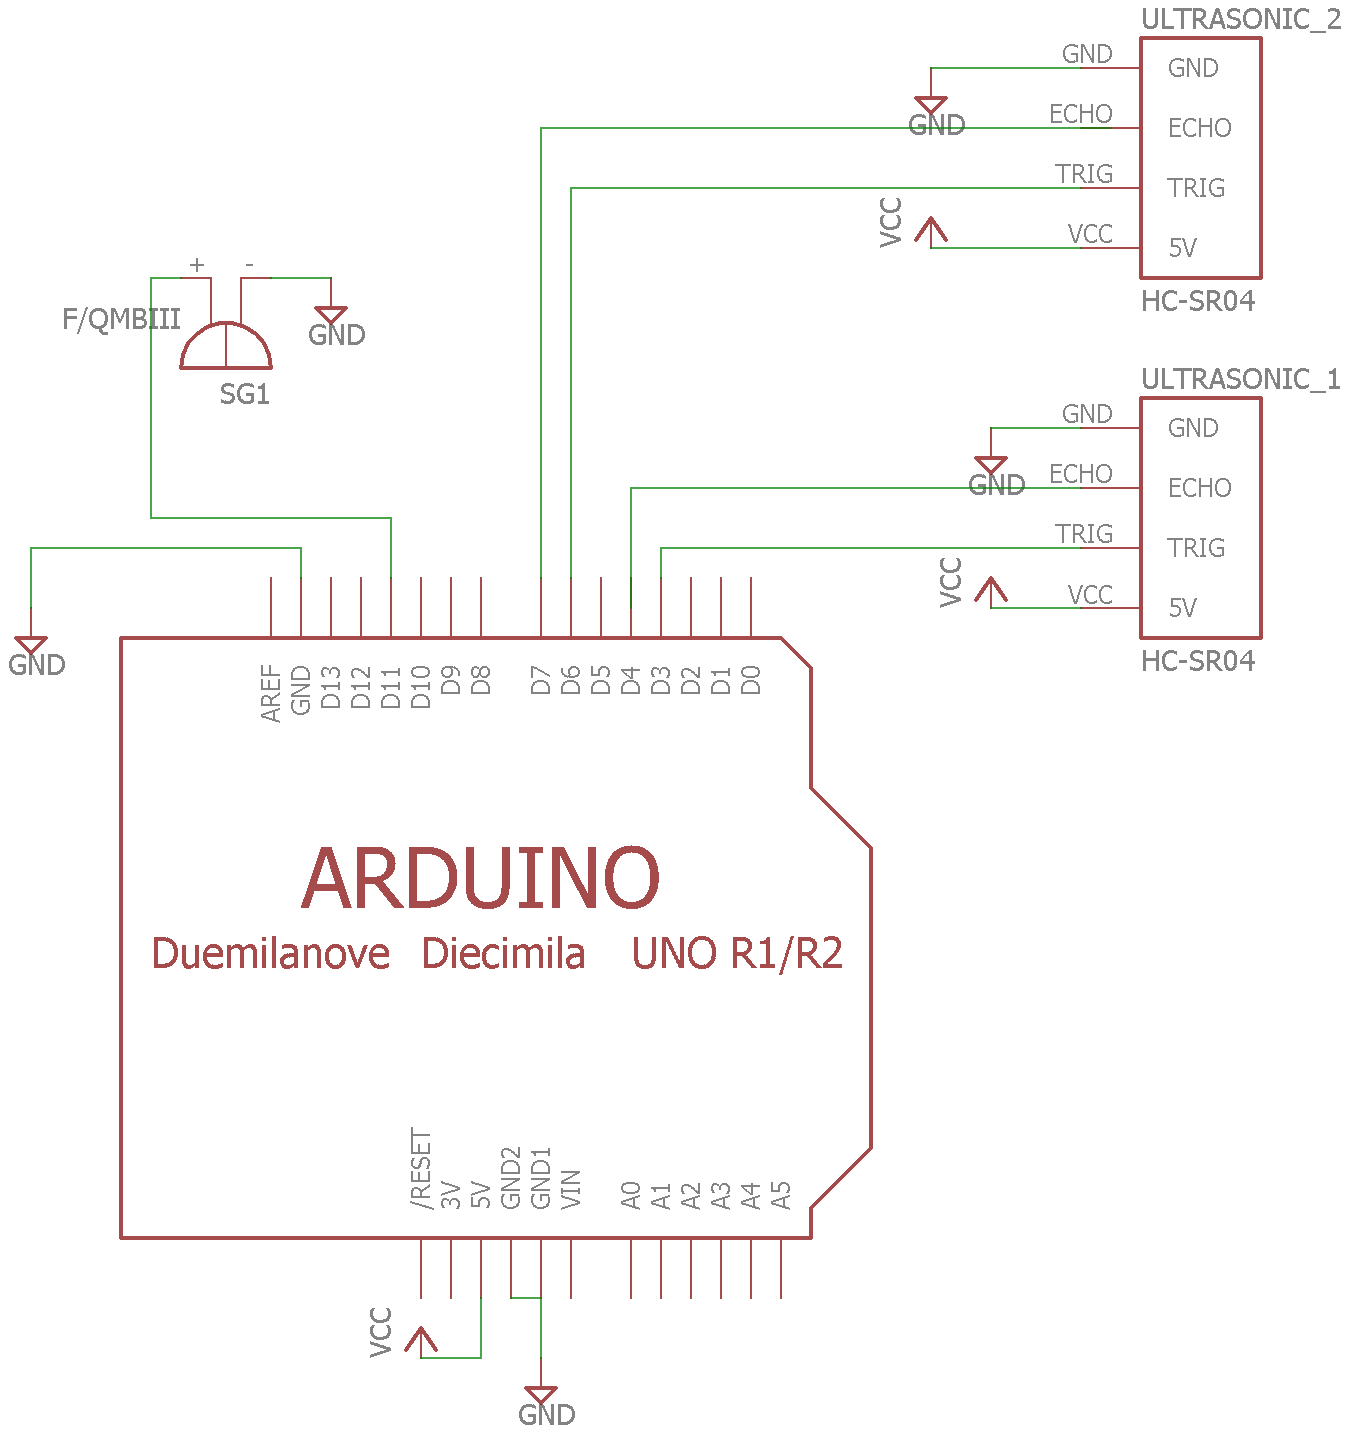 ULTRASONIC_2
GND GND
GND
ECHO ECHO
TRIG TRIG
VCC
VCC 5V
HC-SR04
+ -
F/QMBIII
GND
SG1
ULTRASONIC_1
GND GND
GND
ECHO ECHO
TRIG TRIG
VCC
VCC 5V
HC-SR04
GND
AREF GND D13 D12 D11 D10 D9 D8 D7 D6 D5 D4 D3 D2 D1 D0
ARDUINO
Duemilanove Diecimila UNO R1/R2
/RESET 3V 5V GND2 GND1 VIN A0 A1 A2 A3 A4 A5
VCC
GND